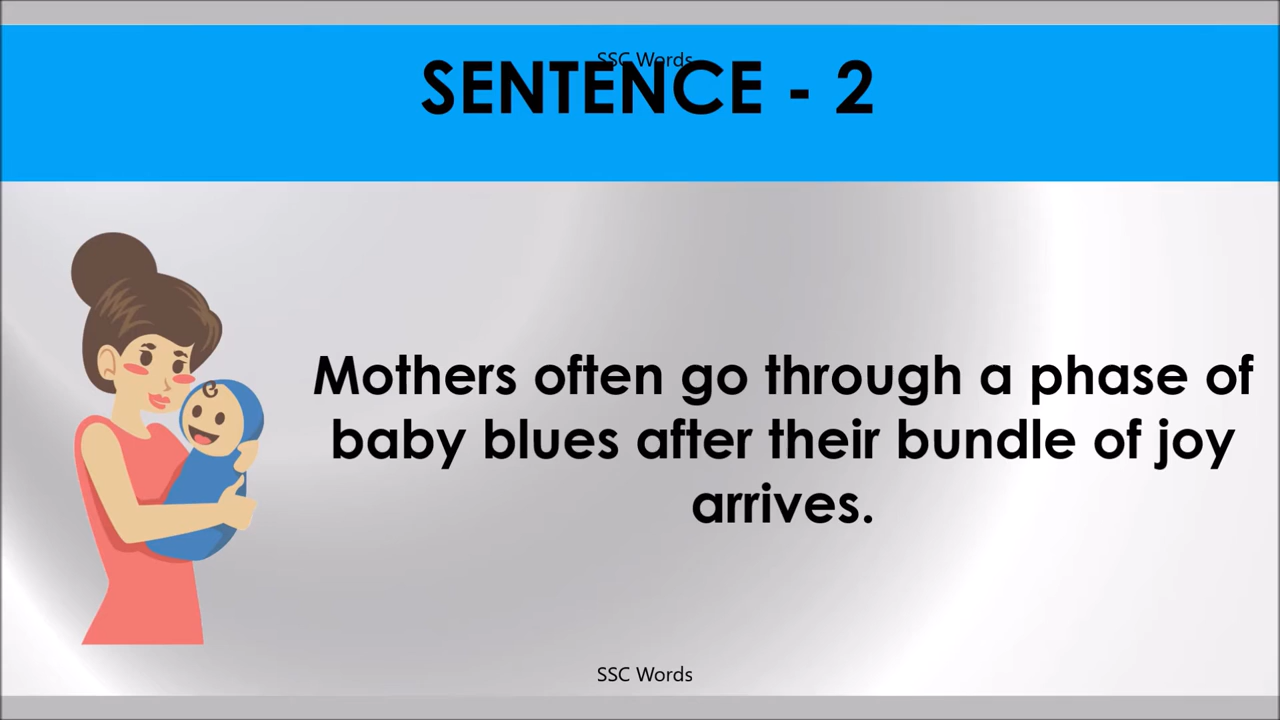 SSC Words
SENTENCE - 2
Mothers often go through a phase of
baby blues after their bundle of joy
arrives.
SSC Words